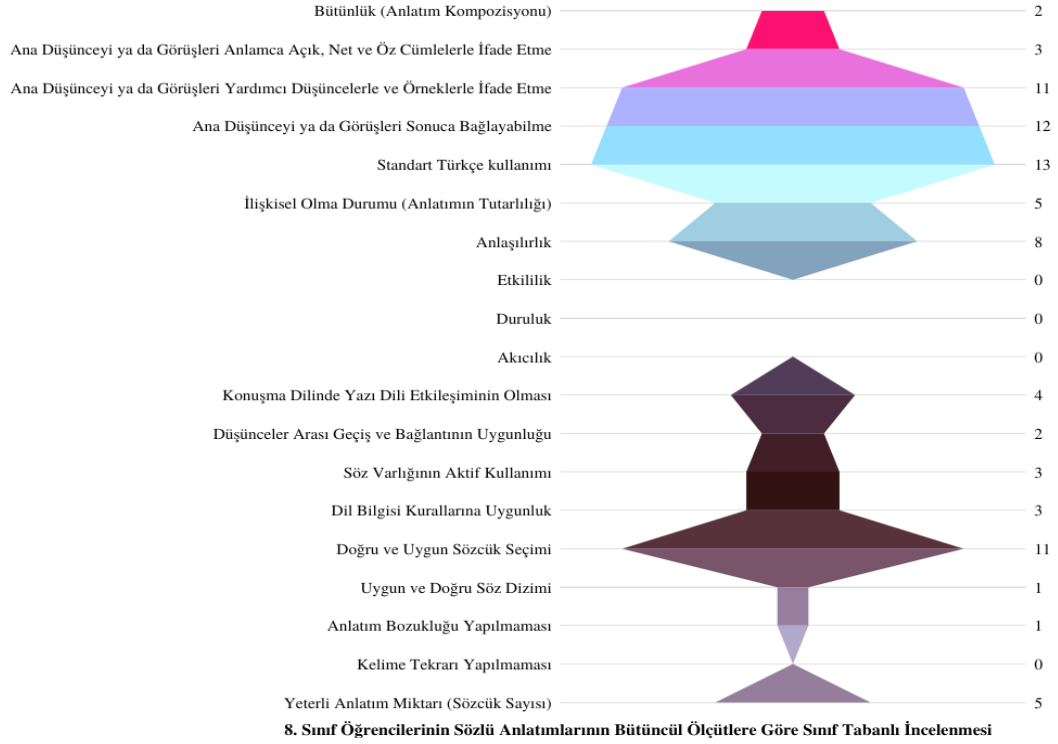 Bütünlük (Anlatım Kompozisyonu) 2
Ana Düşünceyi ya da Görüşleri Anlamca Açık, Net ve Öz Cümlelerle İfade Etme 3
Ana Düşünceyi ya da Görüşleri Yardımcı Düşüncelerle ve Örneklerle İfade Etme 11
Ana Düşünceyi ya da Görüşleri Sonuca Bağlayabilme 12
Standart Türkçe kullanımı 13
İlişkisel Olma Durumu (Anlatımın Tutarlılığı) 5
Anlaşılırlık 8
Etkililik 0
Duruluk 0
Akıcılık 0
Konuşma Dilinde Yazı Dili Etkileşiminin Olması 4
Düşünceler Arası Geçiş ve Bağlantının Uygunluğu 2
Söz Varlığının Aktif Kullanımı 3
Dil Bilgisi Kurallarına Uygunluk 3
Doğru ve Uygun Sözcük Seçimi 11
Uygun ve Doğru Söz Dizimi 1
Anlatım Bozukluğu Yapılmaması 1
Kelime Tekrarı Yapılmaması 0
Yeterli Anlatım Miktarı (Sözcük Sayısı) 5
8. Sınıf Öğrencilerinin Sözlü Anlatımlarının Bütüncül Ölçütlere Göre Sınıf Tabanlı İncelenmesi